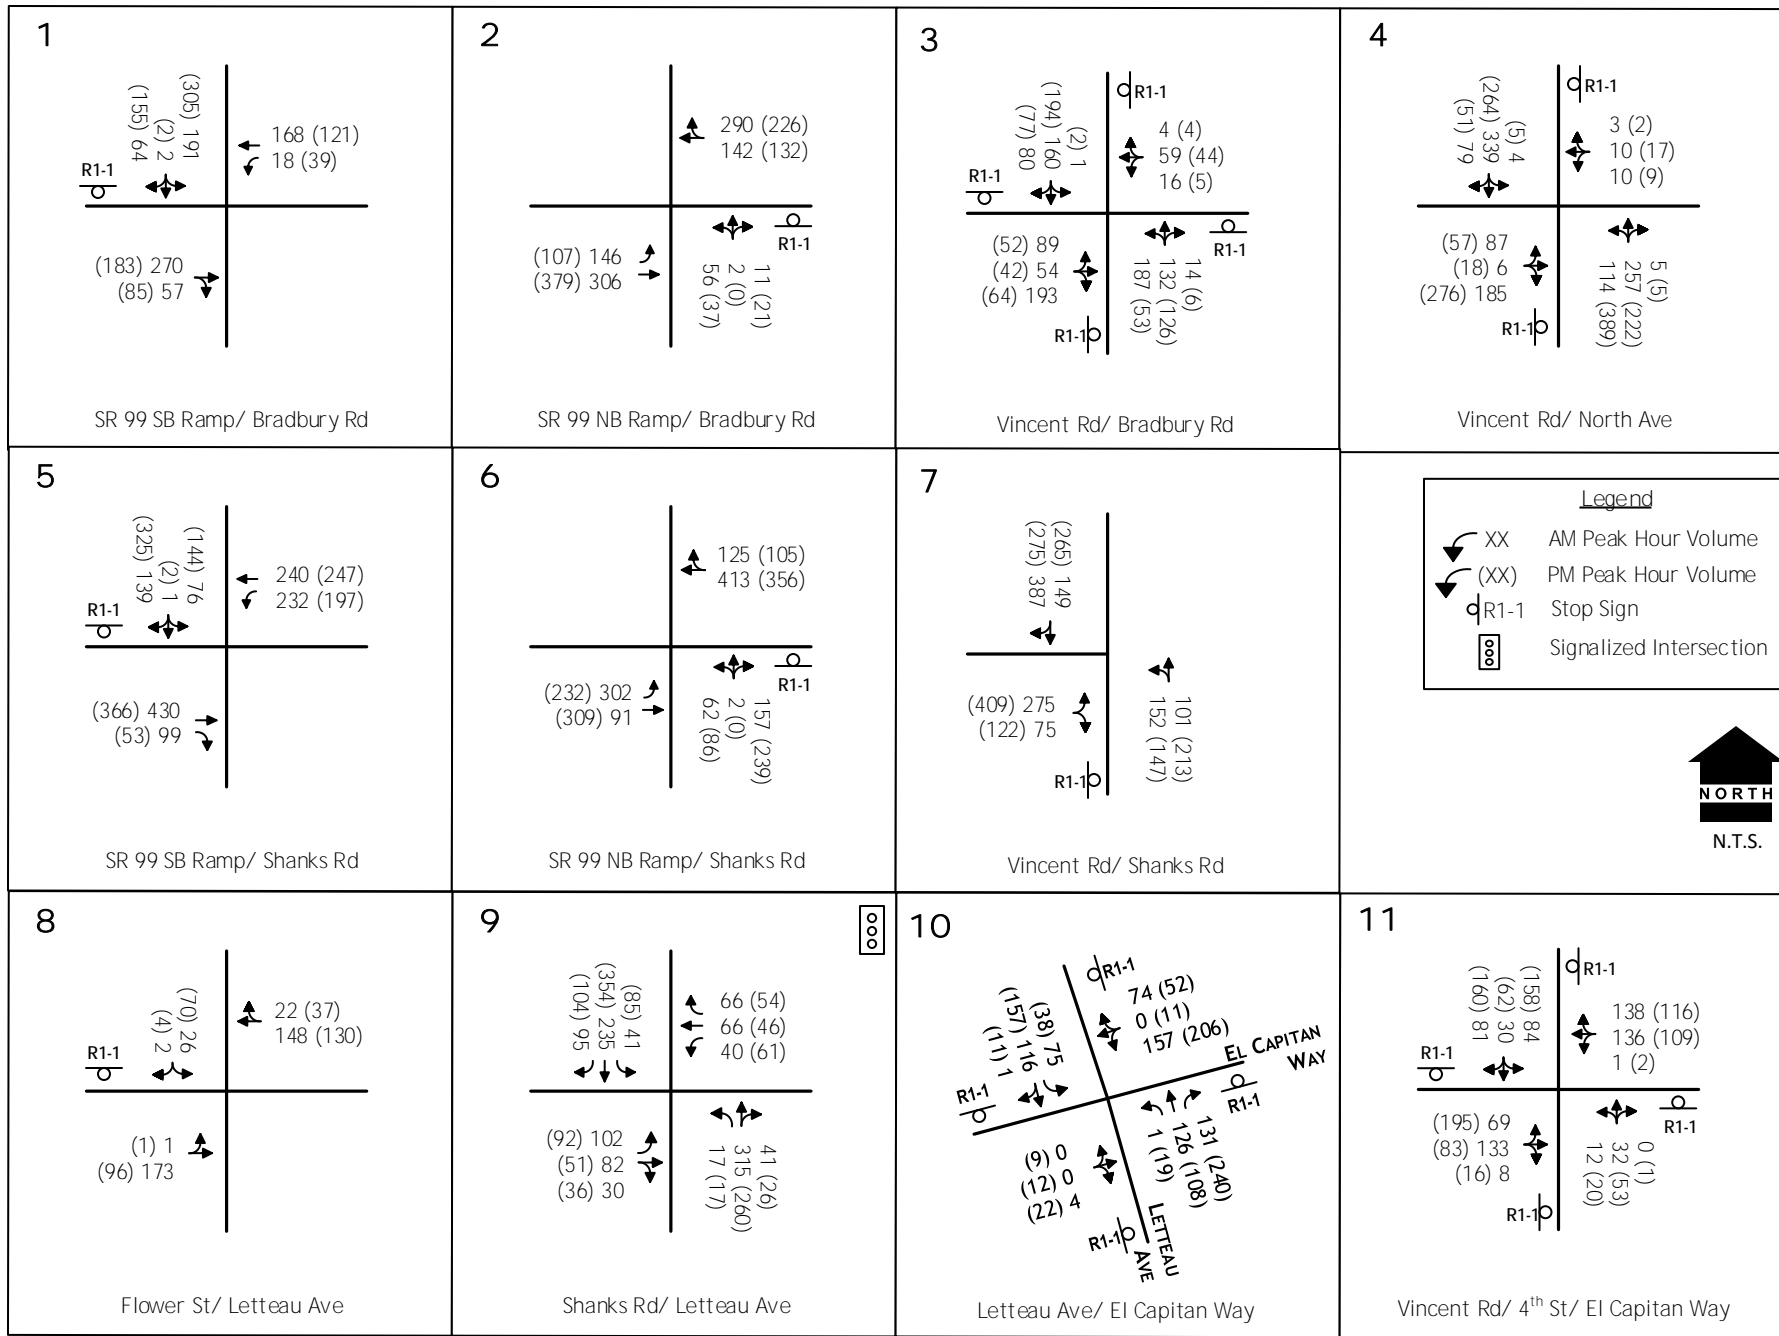 1
(305) 191
(2) 2
(155) 64
168 (121)
18 (39)
R1-1
(183) 270
(85) 57
SR 99 SB Ramp/ Bradbury Rd
2
290 (226)
142 (132)
R1-1
(107) 146
(379) 306
11 (21)
2 (0)
56 (37)
SR 99 NB Ramp/ Bradbury Rd
3
R1-1
(2) 1
(194) 160
(77) 80
4 (4)
59 (44)
16 (5)
R1-1
R1-1
(52) 89
(42) 54
(64) 193
14 (6)
132 (126)
187 (53)
R1-1
Vincent Rd/ Bradbury Rd
4
R1-1
(5) 4
(264) 339
(51) 79
3 (2)
10 (17)
10 (9)
(57) 87
(18) 6
(276) 185
5 (5)
257 (222)
114 (389)
R1-1
Vincent Rd/ North Ave
5
(144) 76
(2) 1
(325) 139
240 (247)
232 (197)
R1-1
(366) 430
(53) 99
SR 99 SB Ramp/ Shanks Rd
6
125 (105)
413 (356)
R1-1
(232) 302
(309) 91
157 (239)
2 (0)
62 (86)
SR 99 NB Ramp/ Shanks Rd
7
(265) 149
(275) 387
(409) 275
(122) 75
101 (213)
152 (147)
R1-1
Vincent Rd/ Shanks Rd
Legend
XX AM Peak Hour Volume
(XX) PM Peak Hour Volume
R1-1 Stop Sign
Signalized Intersection
NORTH
N.T.S.
8
(70) 26
(4) 2
22 (37)
148 (130)
R1-1
(1) 1
(96) 173
Flower St/ Letteau Ave
9
(85) 41
(354) 235
(104) 95
66 (54)
66 (46)
40 (61)
(92) 102
(51) 82
(36) 30
41 (26)
315 (260)
17 (17)
Shanks Rd/ Letteau Ave
10
R1-1
(38) 75
(157) 116
(11) 1
74 (52)
0 (11)
157 (206)
EL CAPITAN
WAY
R1-1
R1-1
(9) 0
(12) 0
(22) 4
131 (240)
126 (108)
1 (19)
R1-1
LETTEAU
AVE
Letteau Ave/ El Capitan Way
11
R1-1
(158) 84
(62) 30
(160) 81
138 (116)
136 (109)
1 (2)
R1-1
R1-1
(195) 69
(83) 133
(16) 8
0 (1)
32 (53)
12 (20)
R1-1
Vincent Rd/ 4th St/ El Capitan Way